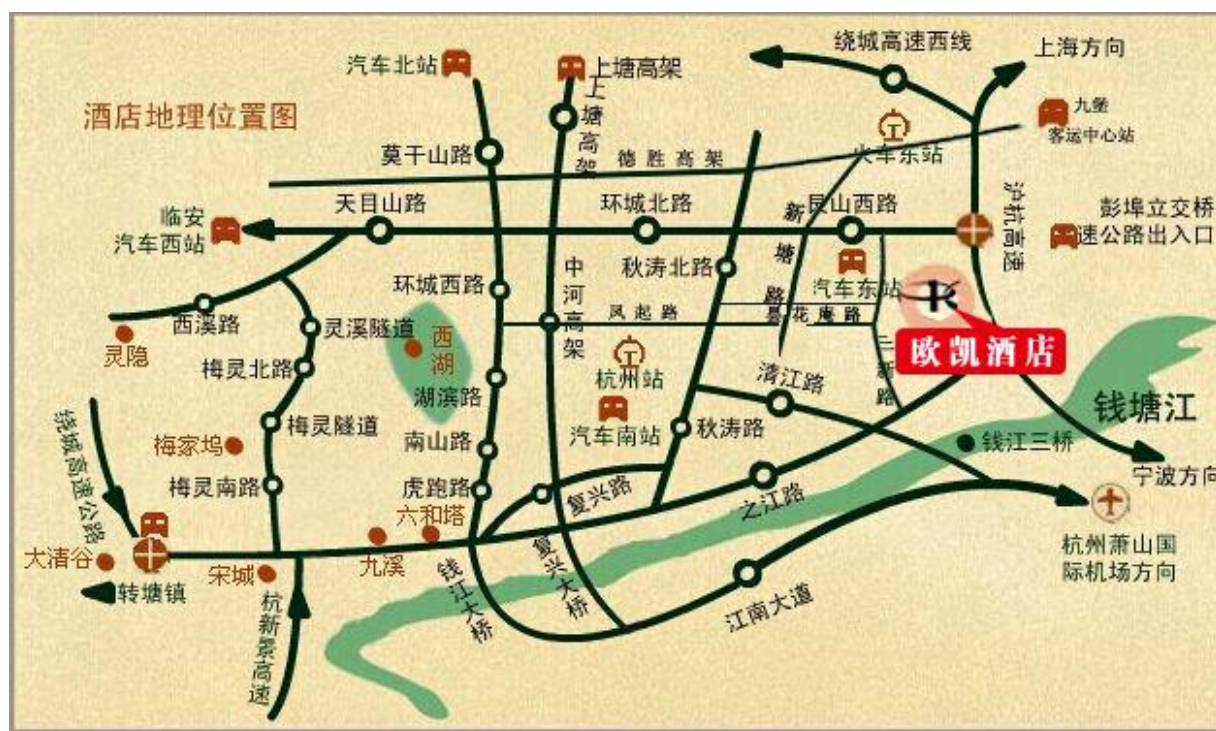 绕城高速西线
上海方向
汽车北站
上塘高架
九堡
客运中心站
酒店地理位置图
上塘高架
火车东站
莫干山路
德胜高架
沪杭高速
天目山路
环城北路
艮山西路
彭埠立交桥
速公路出入口
临安
汽车西站
新塘路
中河高架
秋涛北路
环城西路
汽车东站
R
西溪路
灵溪隧道
西湖
凤起路
昙花庵路
欧凯酒店
灵隐
梅灵北路
杭州站
清江路
三新路
湖滨路
钱塘江
绕城高速公路
梅灵隧道
汽车南站
秋涛路
梅家坞
南山路
钱江三桥
宁波方向
梅灵南路
虎跑路
复兴路
之江路
六和塔
大清谷
九溪
宋城
转塘镇
钱江大桥
复兴大桥
杭州萧山国
际机场方向
江南大道
杭新景高速